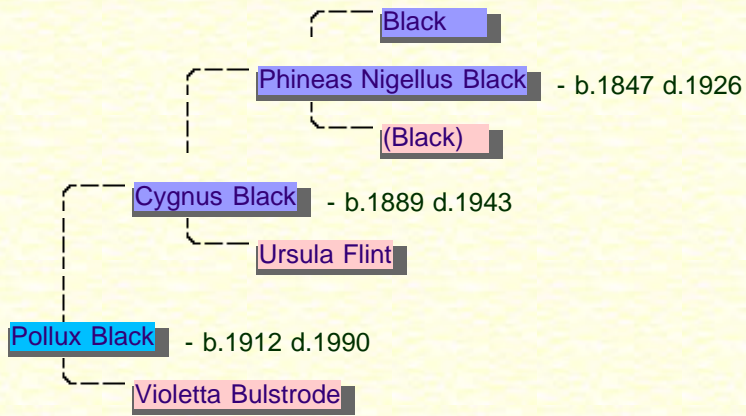 Black
Phineas Nigellus Black - b.1847 d.1926
(Black)
Cygnus Black - b.1889 d.1943
Ursula Flint
Pollux Black - b.1912 d.1990
Violetta Bulstrode